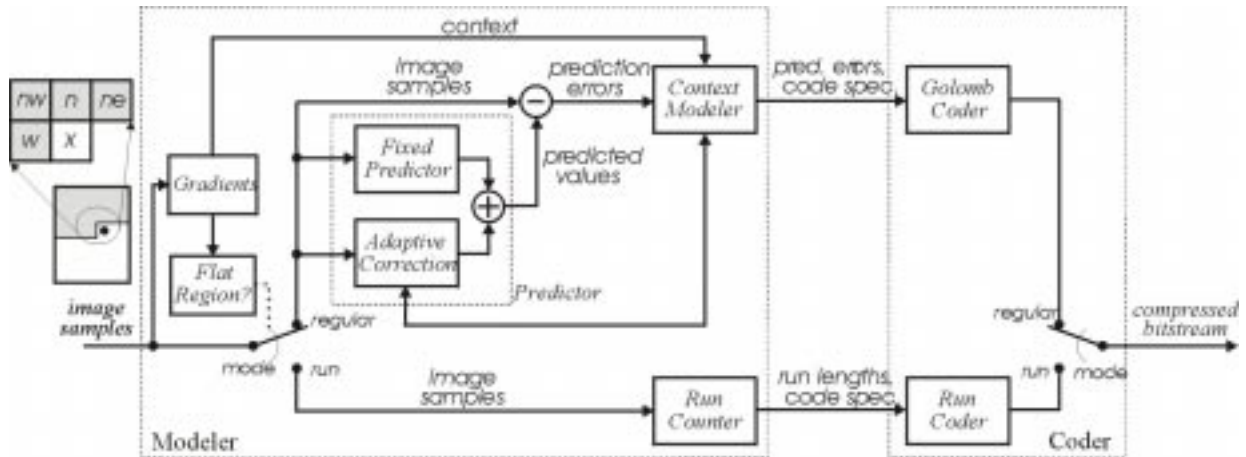 context
image
samples
prediction
errors
Context
Modeler
pred. errors,
code spec.
Golomb
Coder
nw n ne
w x
Gradients
Fixed
Predictor
predicted
values
Flat
Region?
Adaptive
Correction
Predictor
image
samples
regular
mode
run
image
samples
Run
Counter
run lengths,
code spec.
Run
Coder
regular
run
mode
compressed
bitstream
Modeler
Coder